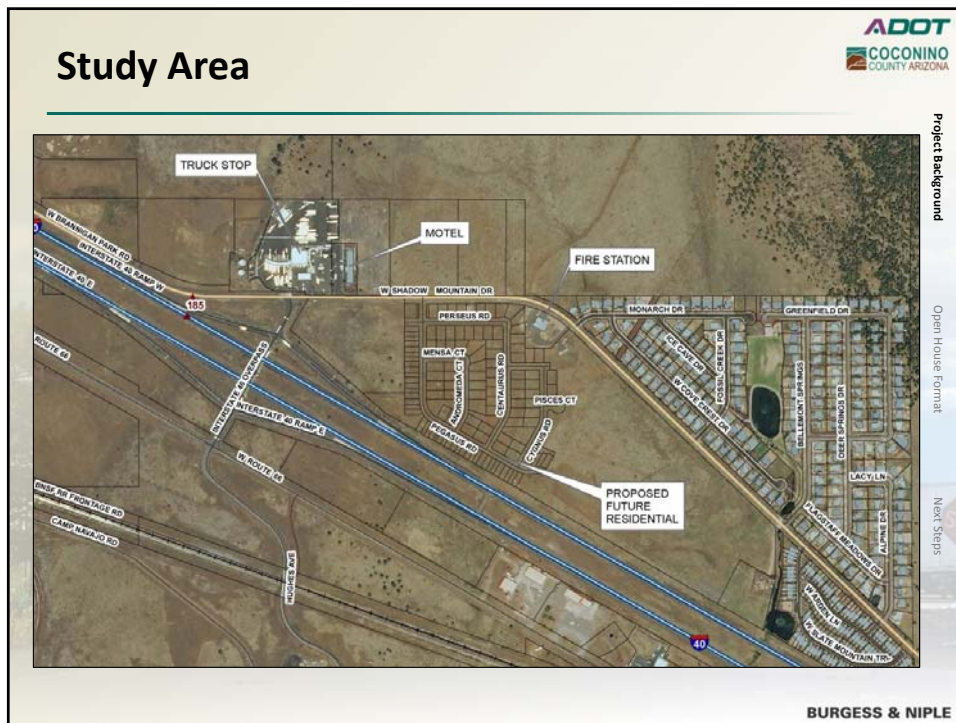 Study Area
ADOT
COCONINO
COUNTY ARIZONA
Project Background
Open House Format
Next Steps
TRUCK STOP
MOTEL
FIRE STATION
W BRANNIGAN PARK RD
INTERSTATE 40 RAMP W
INTERSTATE 40 E
185
W SHADOW MOUNTAIN DR
MONARCH DR
GREENFIELD DR
PERSEUS RD
ICE CAVE DR
FOSSIL CREEK DR
MENSA CT
ANDROMEDA CT
CENTAURUS RD
PISCES CT
W COVE CREST DR
BELLEMONT SPRINGS
DEER SPRINGS DR
ROUTE 66
INTERSTATE 40 OVERPASS
INTERSTATE 40 RAMP E
PEGASUS RD
CYGNUS RD
LACY LN
W ROUTE 66
PROPOSED
FUTURE
RESIDENTIAL
BNSF RR FRONTAGE RD
CAMP NAVAJO RD
HUGHES AVE
FLAGSTAFF MEADOWS DR
ALPINE DR
W ARDEN LN
W SLATE MOUNTAIN TRL
40
BURGESS & NIPLE